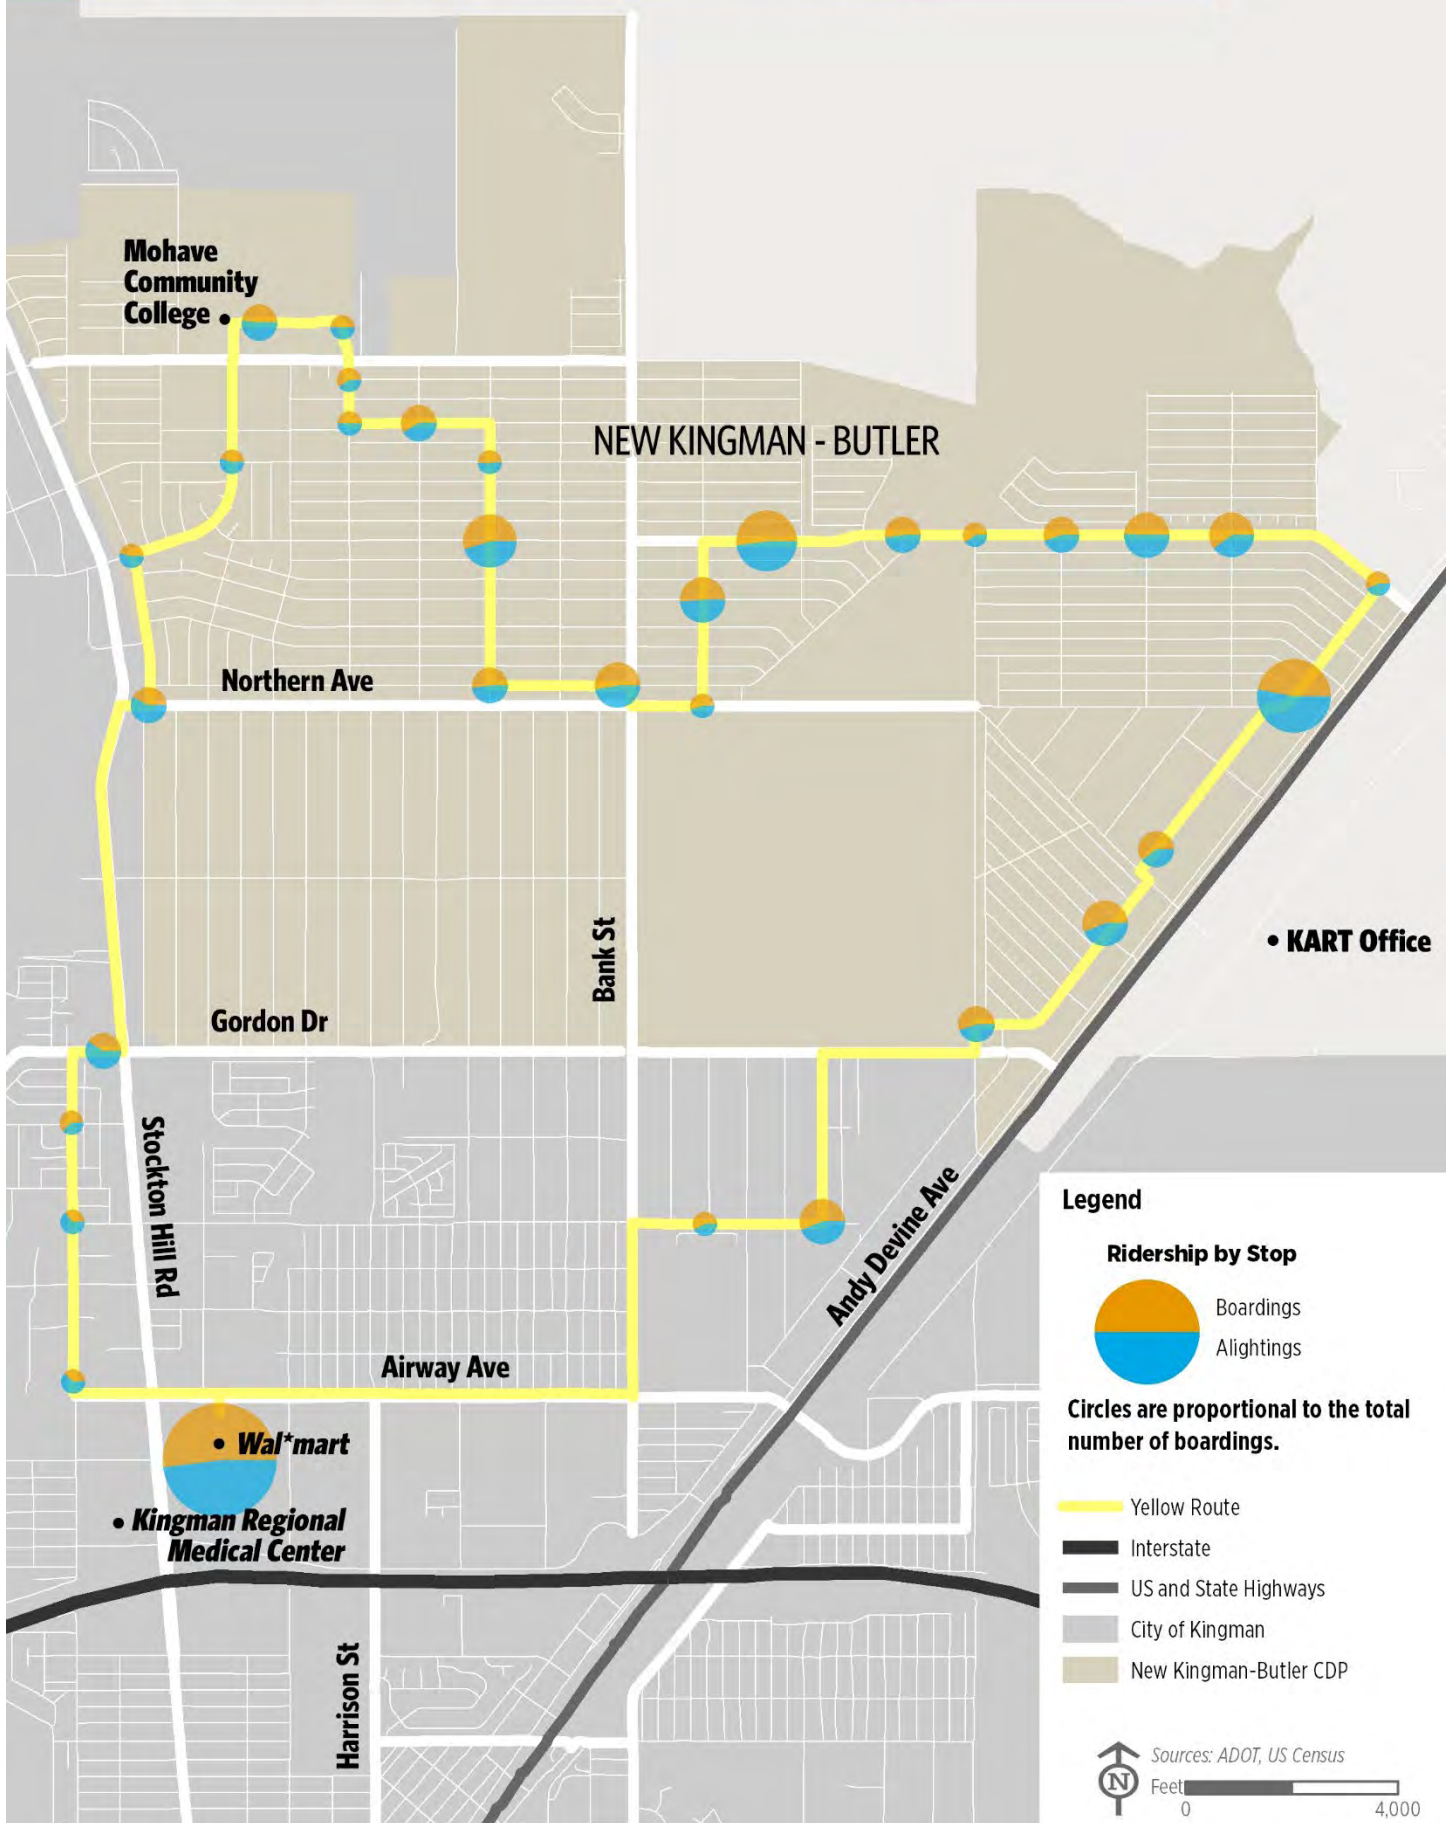 Mohave
Community
College
NEW KINGMAN - BUTLER
Northern Ave
Bank St
KART Office
Gordon Dr
Stockton Hill Rd
Andy Devine Ave
Airway Ave
Wal*mart
Kingman Regional
Medical Center
Harrison St
Legend
Ridership by Stop
Boardings
Alightings
Circles are proportional to the total
number of boardings.
Yellow Route
Interstate
US and State Highways
City of Kingman
New Kingman-Butler CDP
Sources: ADOT, US Census
N
Feet
0 4,000